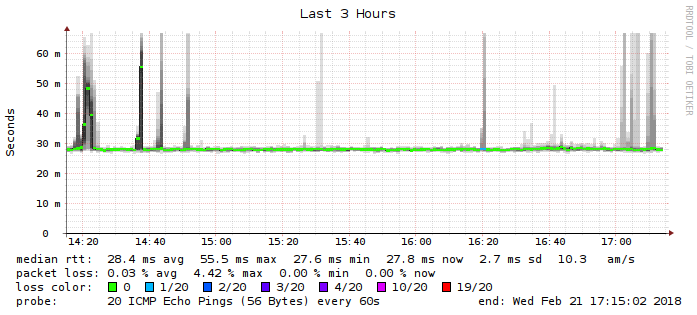 Last 3 Hours
RRDTOOL / TOBI OETIKER
Seconds
60 m
50 m
40 m
30 m
20 m
10 m
0
14:20 14:40 15:00 15:20 15:40 16:00 16:20 16:40 17:00
median rtt: 28.4 ms avg 55.5 ms max 27.6 ms min 27.8 ms now 2.7 ms sd 10.3 am/s
packet loss: 0.03 % avg 4.42 % max 0.00 % min 0.00 % now
loss color: 0 1/20 2/20 3/20 4/20 10/20 19/20
probe: 20 ICMP Echo Pings (56 Bytes) every 60s end: Wed Feb 21 17:15:02 2018